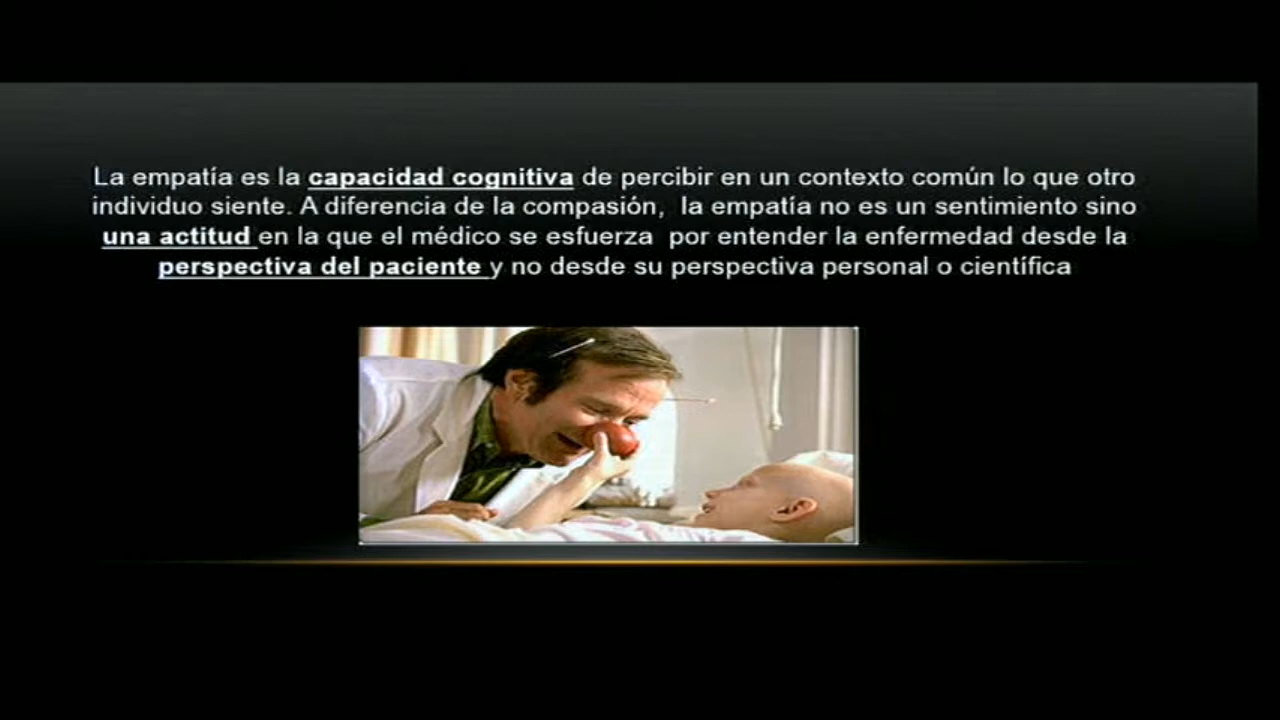 La empatía es la capacidad cognitiva de percibir en un contexto común lo que otro
individuo siente. A diferencia de la compasión, la empatía no es un sentimiento sino
una actitud en la que el médico se esfuerza por entender la enfermedad desde la
perspectiva del paciente y no desde su perspectiva personal o científica